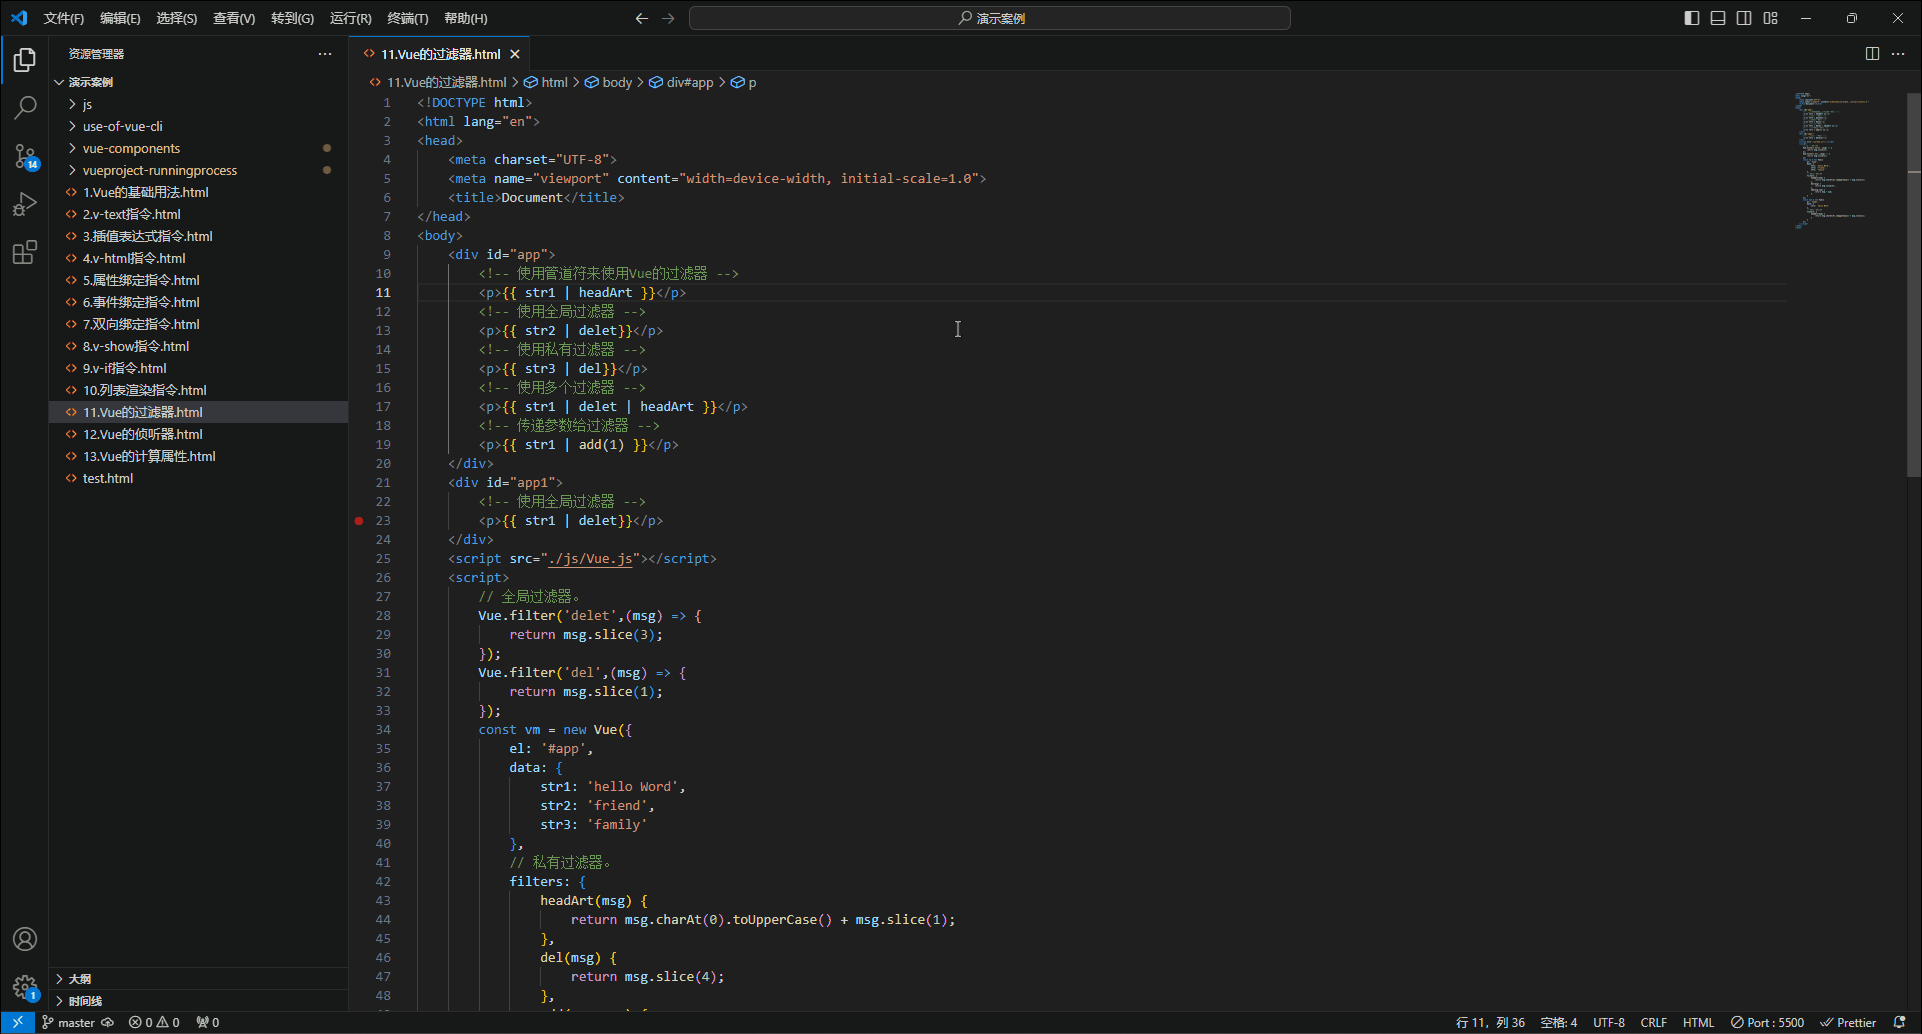 文件(F) 编辑(E) 选择(S) 查看(V) 转到(G) 运行(R) 终端(T) 帮助(H)
演示案例
资源管理器
11.Vue的过滤器.html
11.Vue的过滤器.html > html > body > div#app > p
演示案例
js
use-of-vue-cli
vue-components
vueproject-runningprocess
1.Vue的基础用法.html
2.v-text指令.html
3.插值表达式指令.html
4.v-html指令.html
5.属性绑定指令.html
6.事件绑定指令.html
7.双向绑定指令.html
8.v-show指令.html
9.v-if指令.html
10.列表渲染指令.html
11.Vue的过滤器.html
12.Vue的侦听器.html
13.Vue的计算属性.html
test.html
14
1
大纲
时间线
1 <!DOCTYPE html>
2 <html lang="en">
3 <head>
4 <meta charset="UTF-8">
5 <meta name="viewport" content="width=device-width, initial-scale=1.0">
6 <title>Document</title>
7 </head>
8 <body>
9 <div id="app">
10 <!-- 使用管道符来使用Vue的过滤器 -->
11 <p>{{ str1 | headArt }}</p>
12 <!-- 使用全局过滤器 -->
13 <p>{{ str2 | delet}}</p>
14 <!-- 使用私有过滤器 -->
15 <p>{{ str3 | del}}</p>
16 <!-- 使用多个过滤器 -->
17 <p>{{ str1 | delet | headArt }}</p>
18 <!-- 传递参数给过滤器 -->
19 <p>{{ str1 | add(1) }}</p>
20 </div>
21 <div id="app1">
22 <!-- 使用全局过滤器 -->
23 <p>{{ str1 | delet}}</p>
24 </div>
25 <script src="./js/Vue.js"></script>
26 <script>
27 // 全局过滤器。
28 Vue.filter('delet',(msg) => {
29 return msg.slice(3);
30 });
31 Vue.filter('del',(msg) => {
32 return msg.slice(1);
33 });
34 const vm = new Vue({
35 el: '#app',
36 data: {
37 str1: 'hello Word',
38 str2: 'friend',
39 str3: 'family'
40 },
41 // 私有过滤器。
42 filters: {
43 headArt(msg) {
44 return msg.charAt(0).toUpperCase() + msg.slice(1);
45 },
46 del(msg) {
47 return msg.slice(4);
48 },
master 0 0 0 行 11，列 36 空格: 4 UTF-8 CRLF HTML Port : 5500 Prettier